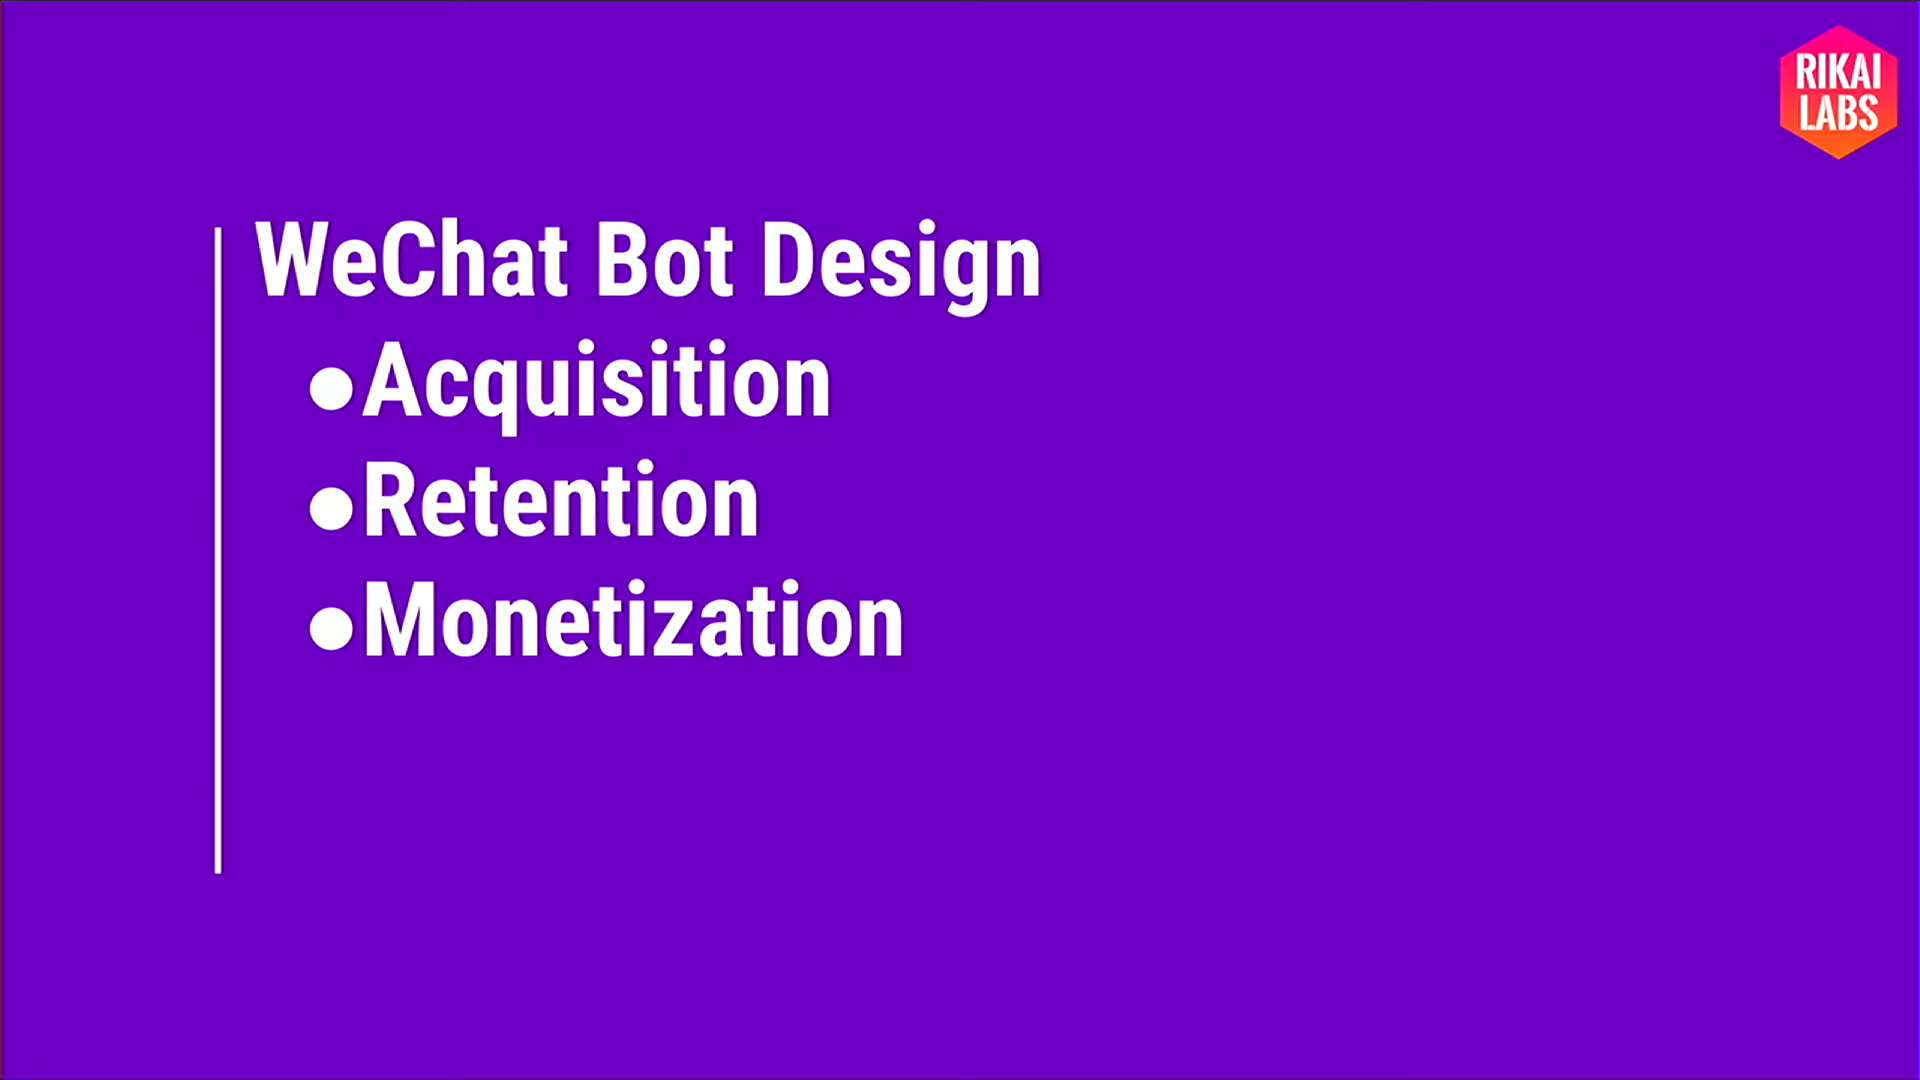 RIKAI
LABS
WeChat Bot Design
●Acquisition
●Retention
●Monetization